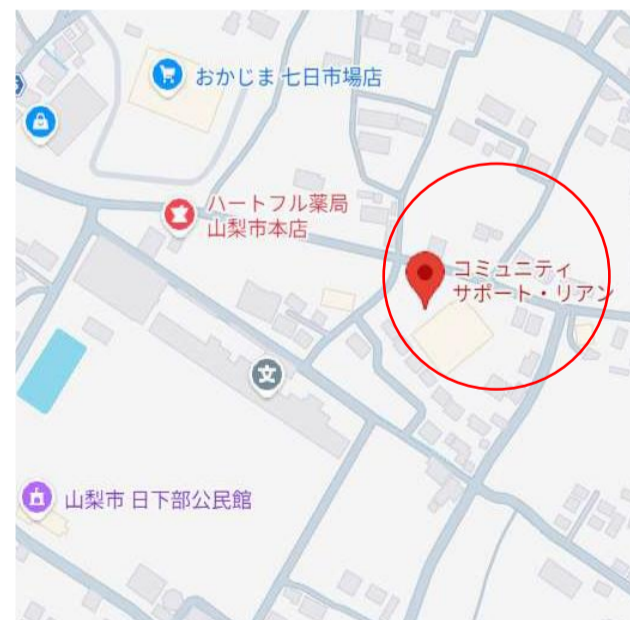 おかじま 七日市場店
ハートフル薬局
山梨市本店
コミュニティ
サポート・リアン
文
山梨市 日下部公民館